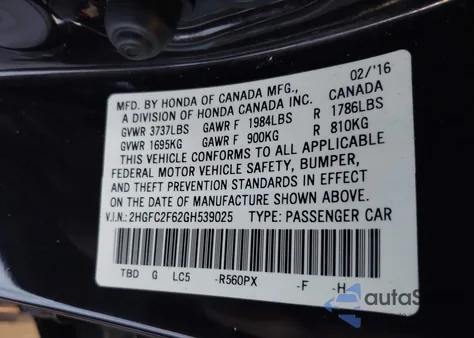 02/'16
MFD. BY HONDA OF CANADA MFG., CANADA
A DIVISION OF HONDA CANADA INC.
GVWR 3737LBS GAWR F 1984LBS R 1786LBS
GVWR 1695KG GAWR F 900KG R 810KG
THIS VEHICLE CONFORMS TO ALL APPLICABLE
FEDERAL MOTOR VEHICLE SAFETY, BUMPER,
AND THEFT PREVENTION STANDARDS IN EFFECT
ON THE DATE OF MANUFACTURE SHOWN ABOVE.
V.I.N.: 2HGFC2F62GH539025 TYPE: PASSENGER CAR
TBD G LC5 -R560PX -F -H